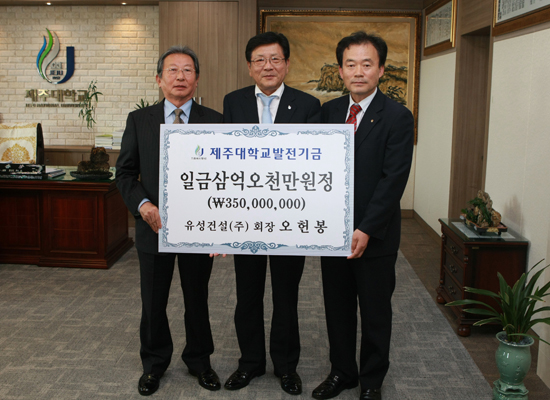 JEJU
제주대학교
제주대학교발전기금
일금삼억오천만원정
(₩350,000,000)
유성건설(주) 회장 오헌봉